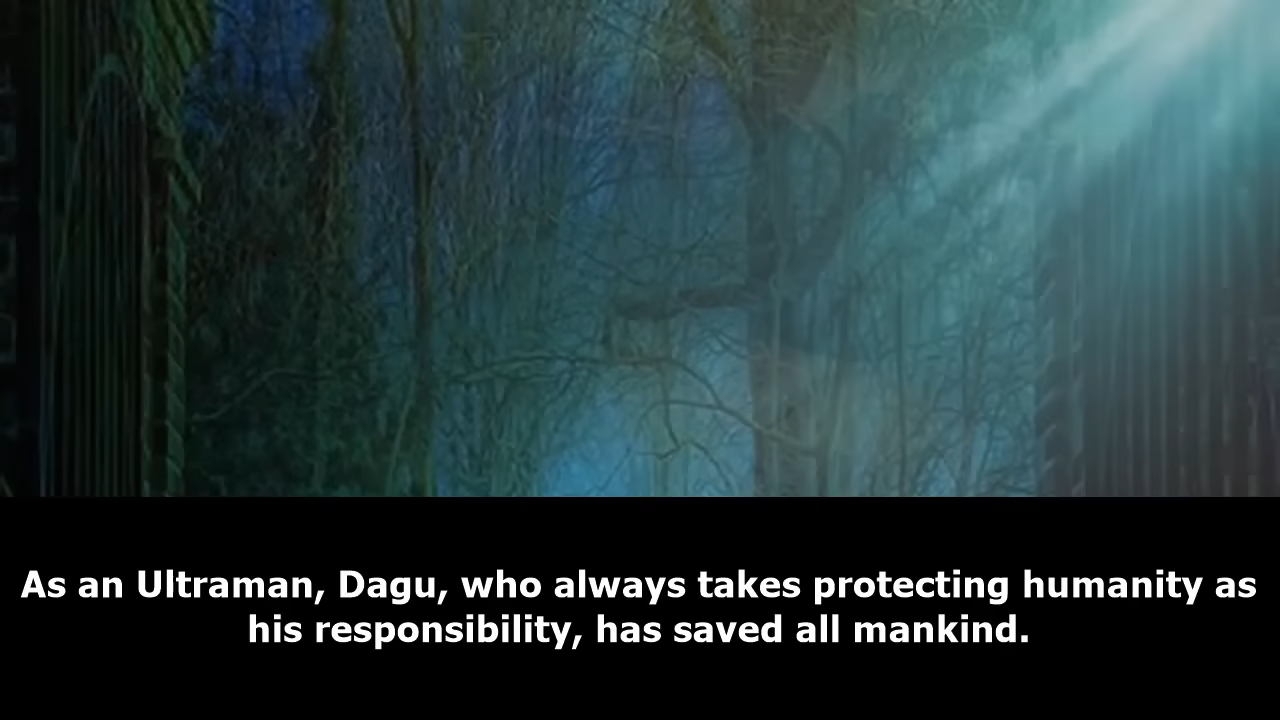 As an Ultraman, Dagu, who always takes protecting humanity as
his responsibility, has saved all mankind.